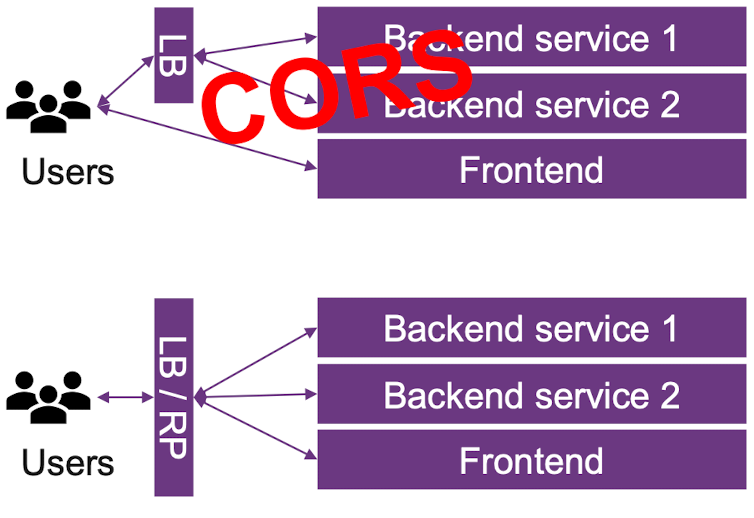 LB
Backend service 1
CORS
Backend service 2
Users
Frontend
LB / RP
Backend service 1
Backend service 2
Users
Frontend